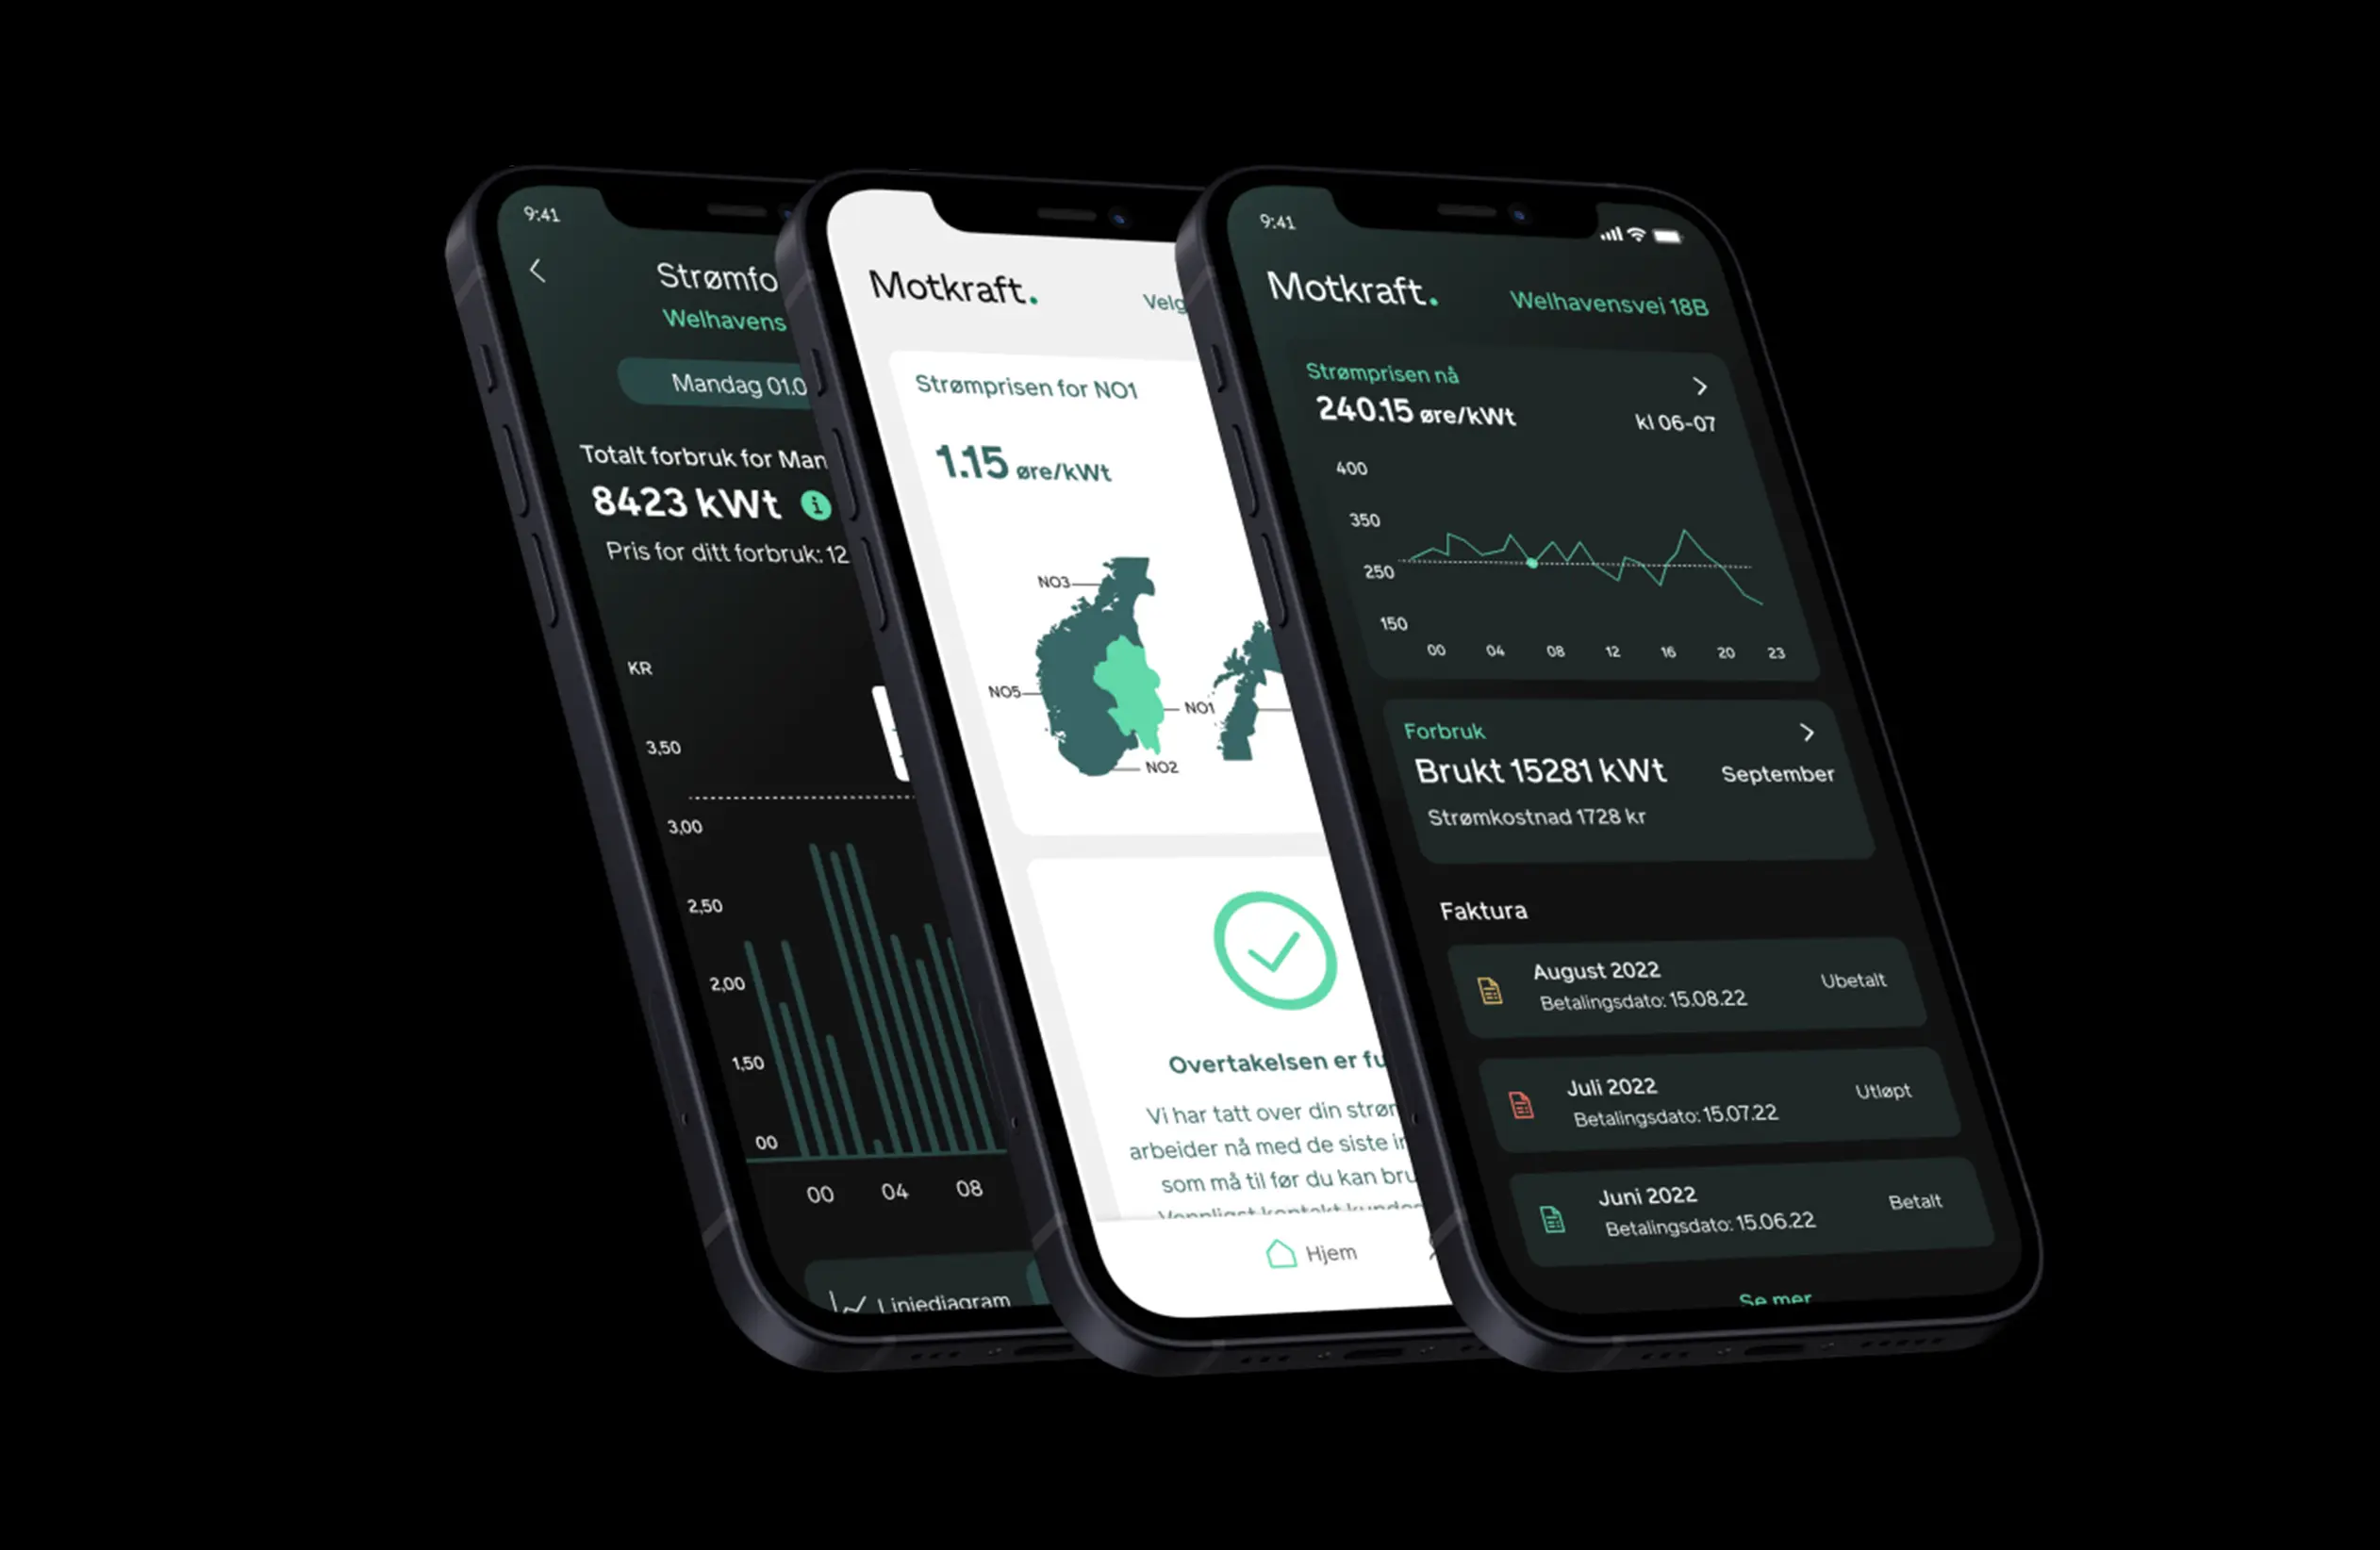 9:41
Strømfo
Welhavens
Mandag 01.0
Totalt forbruk for Man
8423 kWt
Pris for ditt forbruk: 12
KR
3,50
3,00
2,50
2,00
1,50
00
00 04 08
Linjediagram
Motkraft.
Velg
Strømprisen for NO1
1.15 øre/kWt
NO3
NO5
NO1
NO2
Overtakelsen er fu
Vi har tatt over din strøm
arbeider nå med de siste in
som må til før du kan bru
Vennligst kontakt kundes
Hjem
9:41
Motkraft.
Welhavensvei 18B
Strømprisen nå
240.15 øre/kWt
kl 06-07
400
350
250
150
00 04 08 12 16 20 23
Forbruk
Brukt 15281 kWt
September
Strømkostnad 1728 kr
Faktura
August 2022
Betalingsdato: 15.08.22
Ubetalt
Juli 2022
Betalingsdato: 15.07.22
Utløpt
Juni 2022
Betalingsdato: 15.06.22
Betalt
Se mer